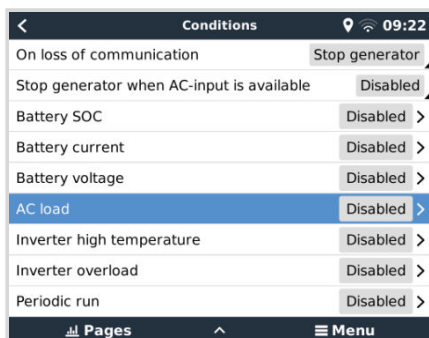 Conditions 09:22
On loss of communication Stop generator
Stop generator when AC-input is available Disabled
Battery SOC Disabled
Battery current Disabled
Battery voltage Disabled
AC load Disabled
Inverter high temperature Disabled
Inverter overload Disabled
Periodic run Disabled
Pages Menu